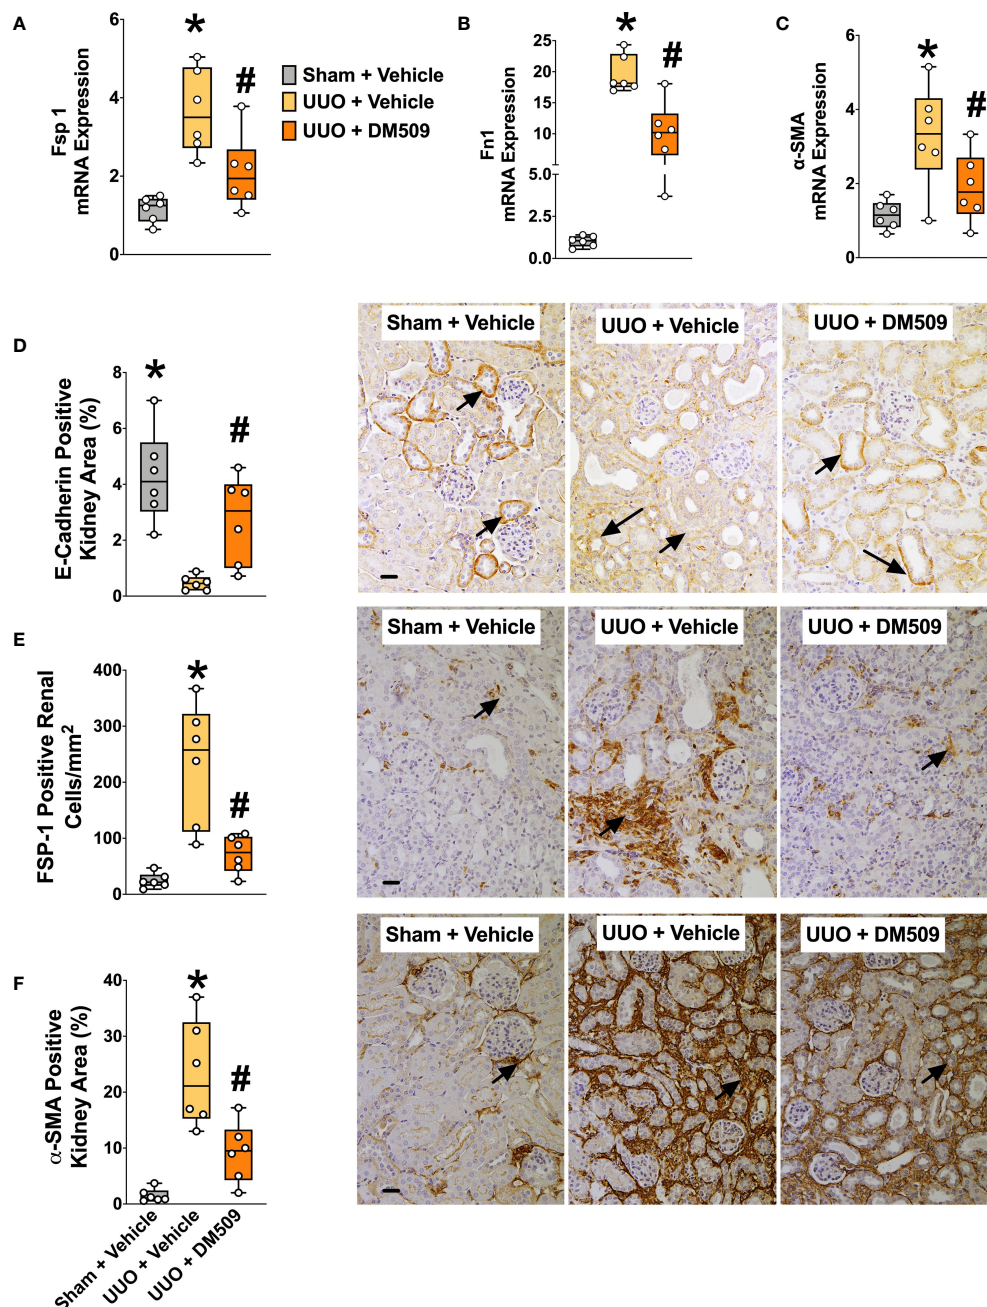 A
Fsp 1
mRNA Expression
6
4
2
0
*
#
Sham + Vehicle
UUO + Vehicle
UUO + DM509
B
Fn1
mRNA Expression
25
20
15
10
5.0
2.5
0.0
*
#
C
α-SMA
mRNA Expression
6
4
2
0
*
#
D
E-Cadherin Positive
Kidney Area (%)
8
6
4
2
0
*
#
Sham + Vehicle
UUO + Vehicle
UUO + DM509
E
FSP-1 Positive Renal
Cells/mm²
400
300
200
100
0
*
#
Sham + Vehicle
UUO + Vehicle
UUO + DM509
F
α-SMA Positive
Kidney Area (%)
40
30
20
10
0
*
#
Sham + Vehicle
UUO + Vehicle
UUO + DM509
Sham + Vehicle
UUO + Vehicle
UUO + DM509